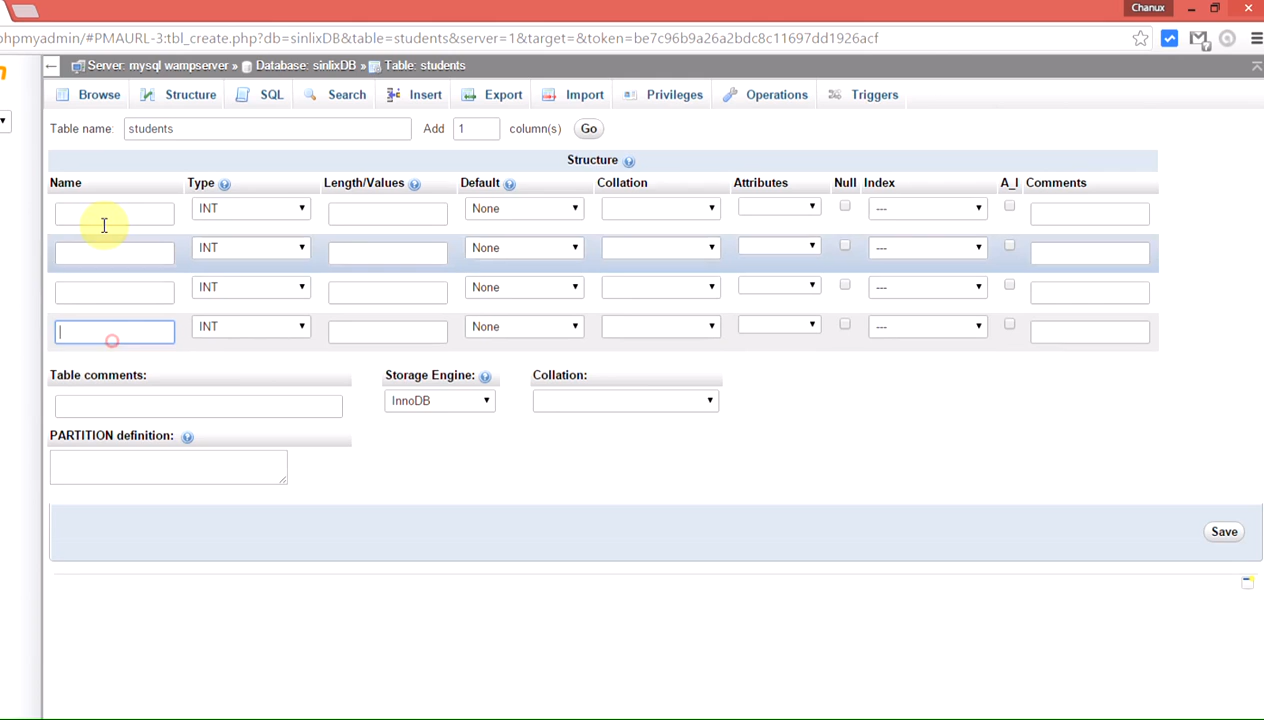 Chanux
phpmyadmin/#PMAURL-3:tbl_create.php?db=sinlixDB&table=students&server=1&target=&token=be7c96b9a26a2bdc8c11697dd1926acf
Server: mysql wampserver » Database: sinlixDB » Table: students
Browse Structure SQL Search Insert Export Import Privileges Operations Triggers
Table name: students Add 1 column(s) Go
Structure
Name Type Length/Values Default Collation Attributes Null Index A_I Comments
INT None ---
INT None ---
INT None ---
INT None ---
Table comments: Storage Engine: Collation:
InnoDB
PARTITION definition:
Save